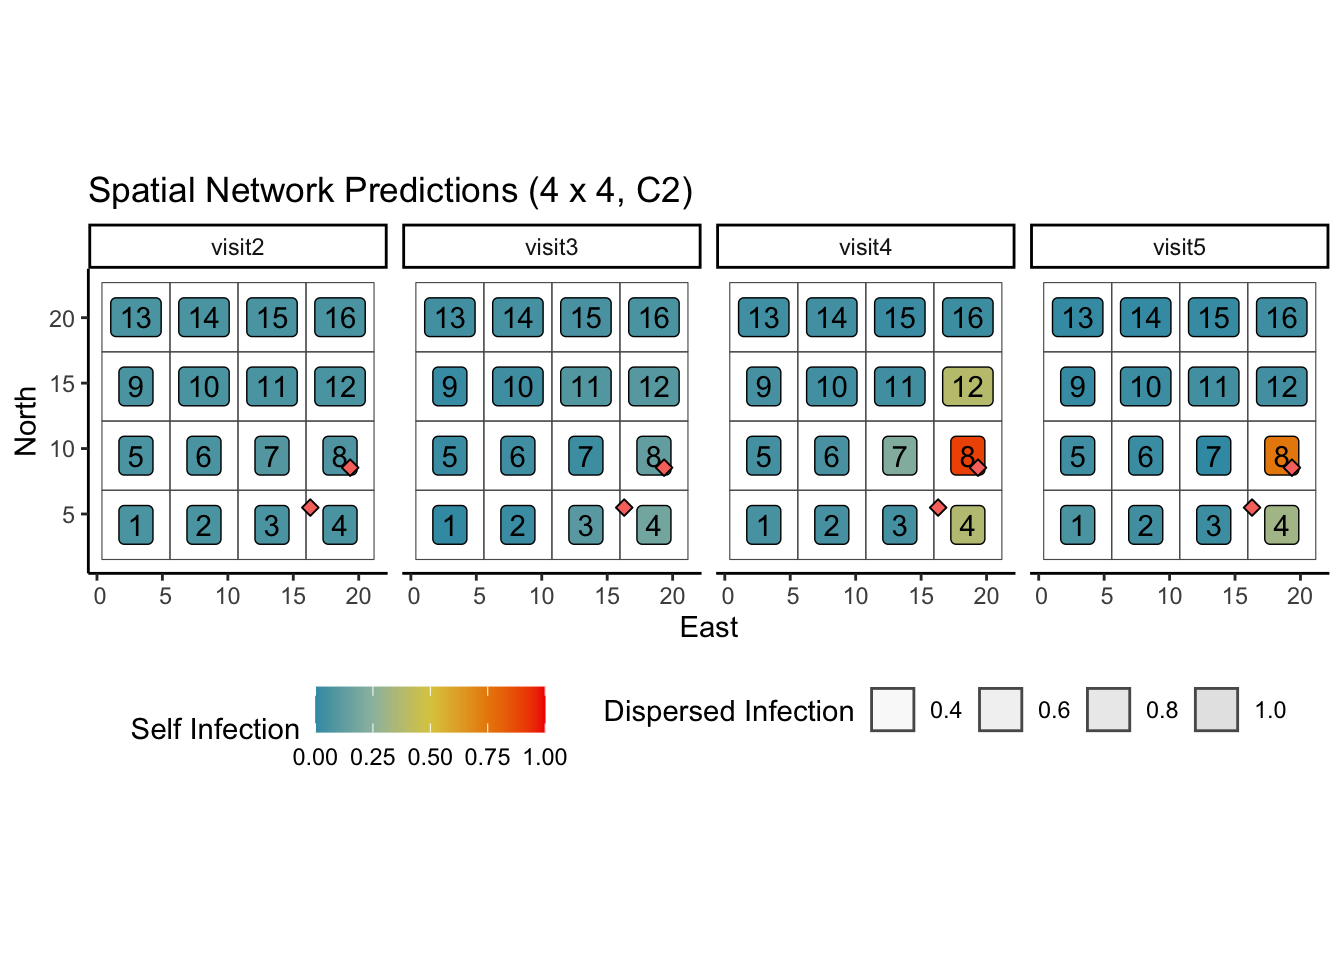 Spatial Network Predictions (4 x 4, C2)
visit2 visit3 visit4 visit5
20 13 14 15 16 13 14 15 16 13 14 15 16 13 14 15 16
15 9 10 11 12 9 10 11 12 9 10 11 12 9 10 11 12
North
10 5 6 7 8 5 6 7 8 5 6 7 8 5 6 7 8
5 1 2 3 4 1 2 3 4 1 2 3 4 1 2 3 4
0 5 10 15 20 0 5 10 15 20 0 5 10 15 20 0 5 10 15 20
East
Self Infection
0.00 0.25 0.50 0.75 1.00
Dispersed Infection 0.4 0.6 0.8 1.0